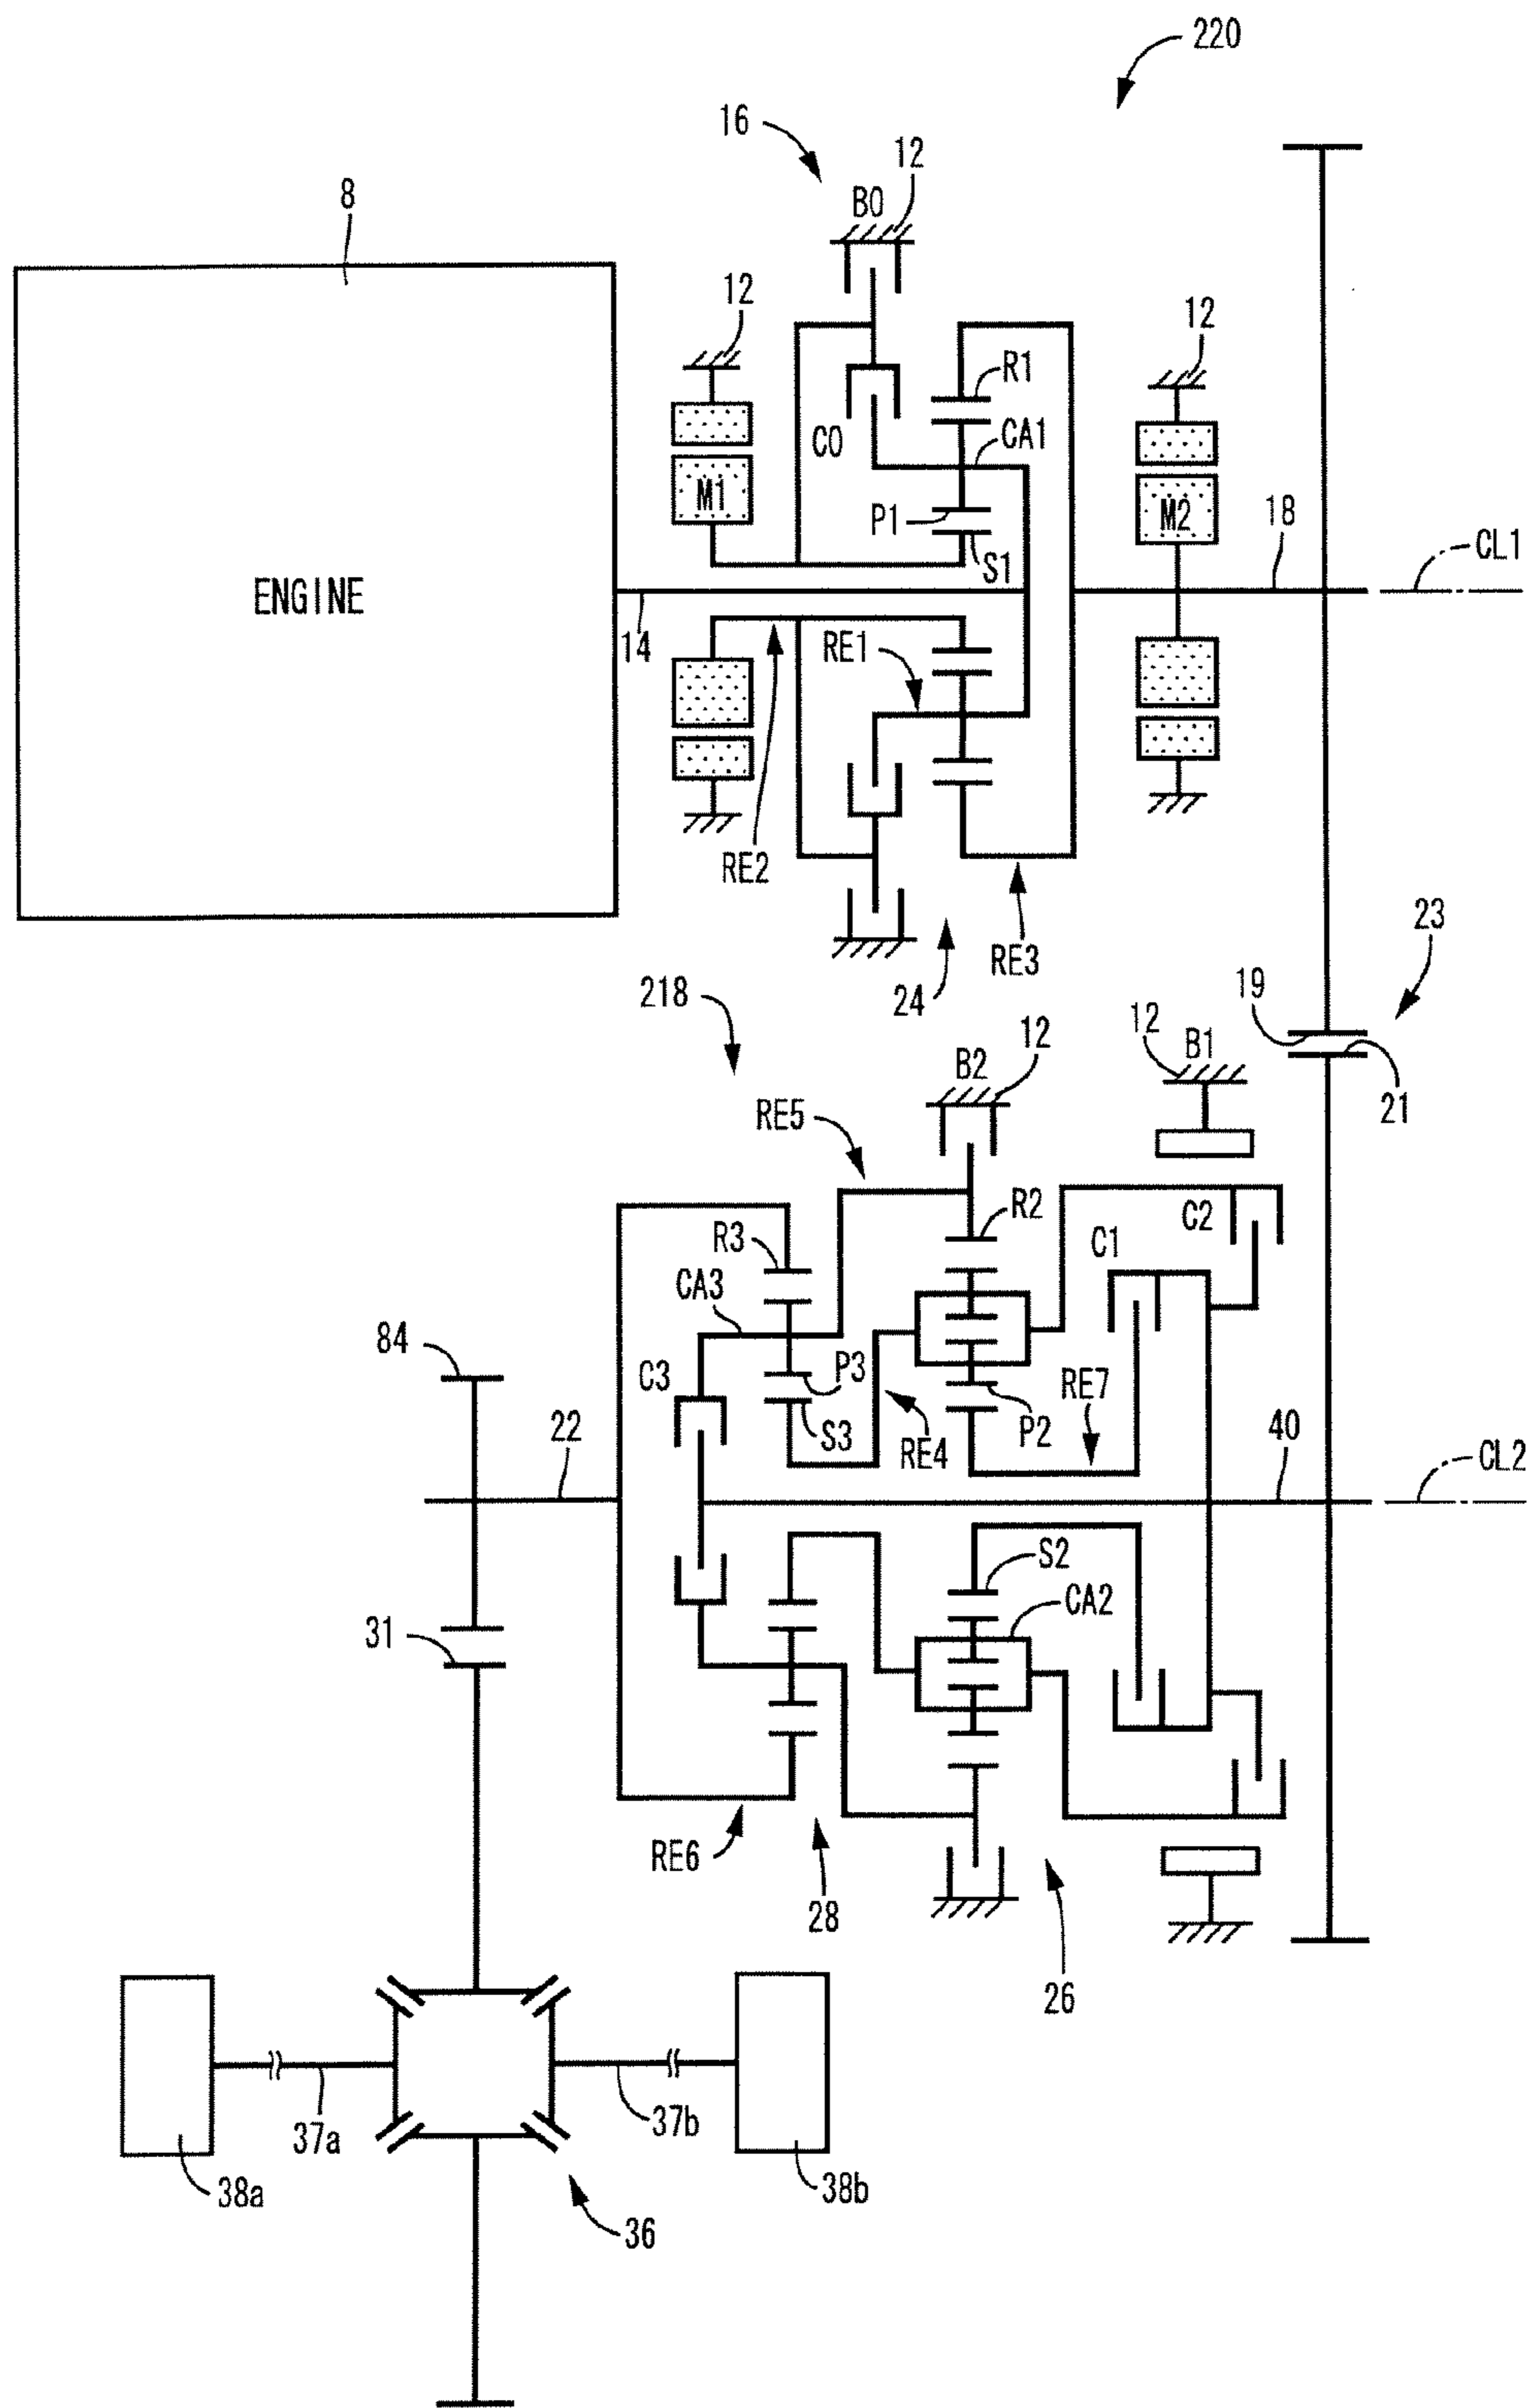 220
16
12
B0
8
12
12
R1
C0
CA1
M1
P1
M2
18
S1
CL1
ENGINE
14
RE1
RE2
RE3
23
218
24
19
12
12
B1
B2
21
RE5
R2
C2
R3
C1
CA3
84
C3
P3
RE7
22
S3
P2
RE4
40
CL2
S2
CA2
31
RE6
28
26
37a
37b
38a
38b
36